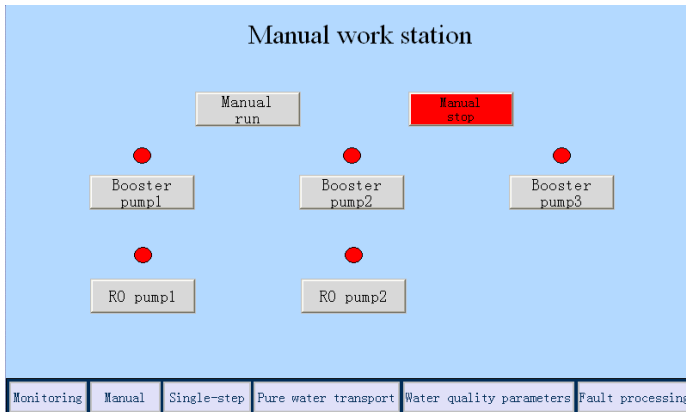 Manual work station
Manual
run
Manual
stop
Booster
pump1
Booster
pump2
Booster
pump3
RO pump1
RO pump2
Monitoring
Manual
Single-step
Pure water transport
Water quality parameters
Fault processing